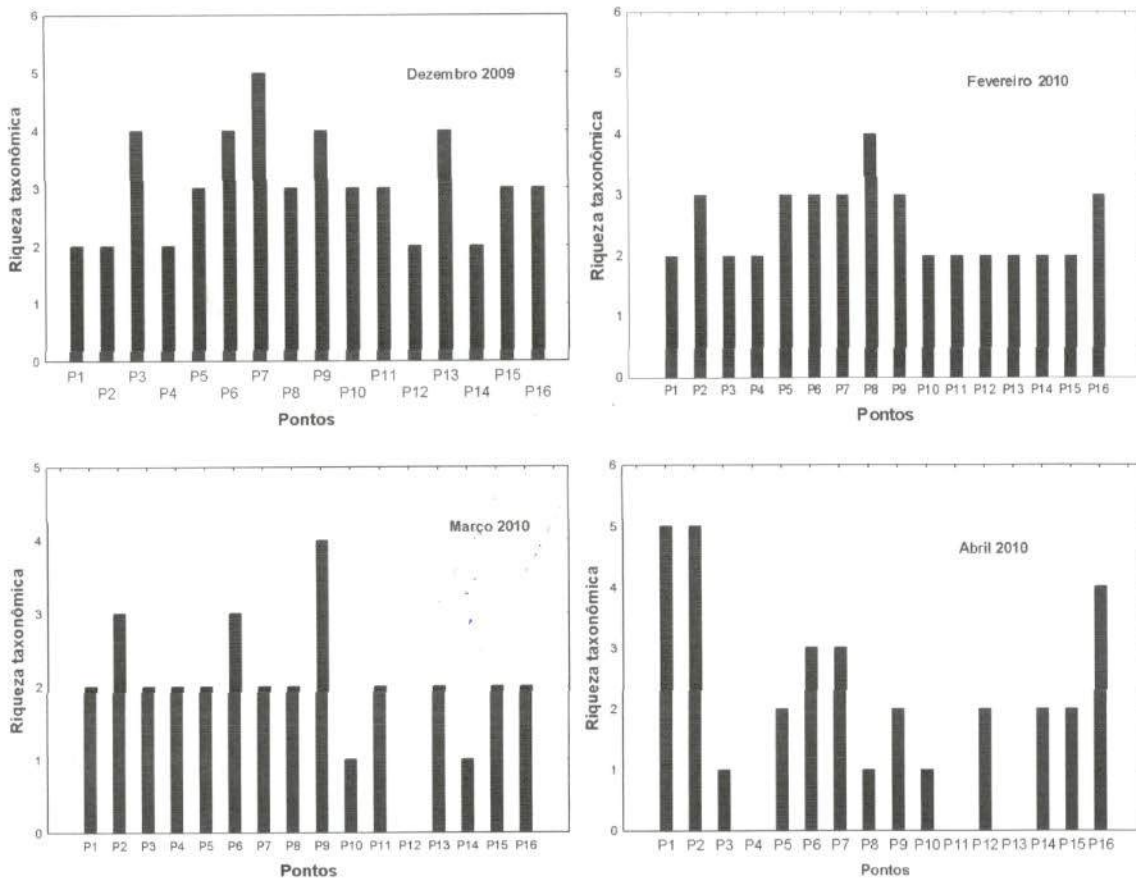 6
5
4
3
2
1
0
Riqueza taxonômica
Dezembro 2009
P1 P3 P5 P7 P9 P11 P13 P15
P2 P4 P6 P8 P10 P12 P14 P16
Pontos
6
5
4
3
2
1
0
Riqueza taxonômica
Fevereiro 2010
P1 P2 P3 P4 P5 P6 P7 P8 P9 P10 P11 P12 P13 P14 P15 P16
Pontos
5
4
3
2
1
0
Riqueza taxonômica
Março 2010
P1 P2 P3 P4 P5 P6 P7 P8 P9 P10 P11 P12 P13 P14 P15 P16
Pontos
6
5
4
3
2
1
0
Riqueza taxonômica
Abril 2010
P1 P2 P3 P4 P5 P6 P7 P8 P9 P10 P11 P12 P13 P14 P15 P16
Pontos